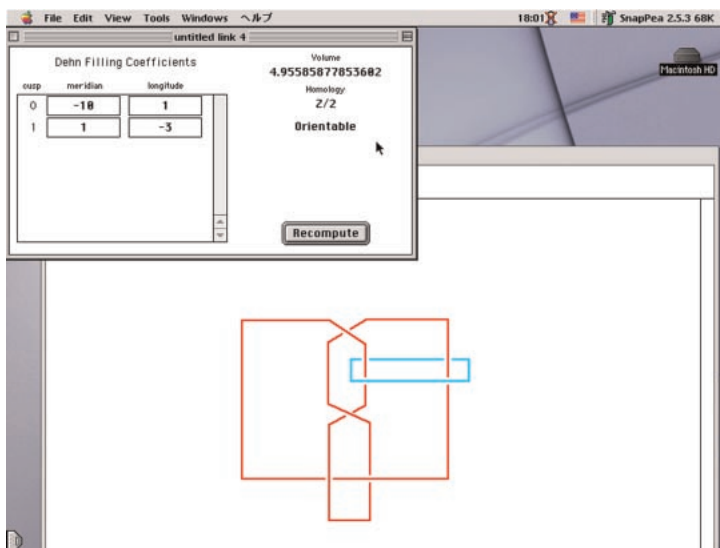 File Edit View Tools Windows ヘルプ 18:01 SnapPea 2.5.3 68K
untitled link 4
Macintosh HD
Dehn Filling Coefficients
Volume
4.95585877853602
Homology
Z/2
Orientable
cusp meridian longitude
0 -10 1
1 1 -3
Recompute